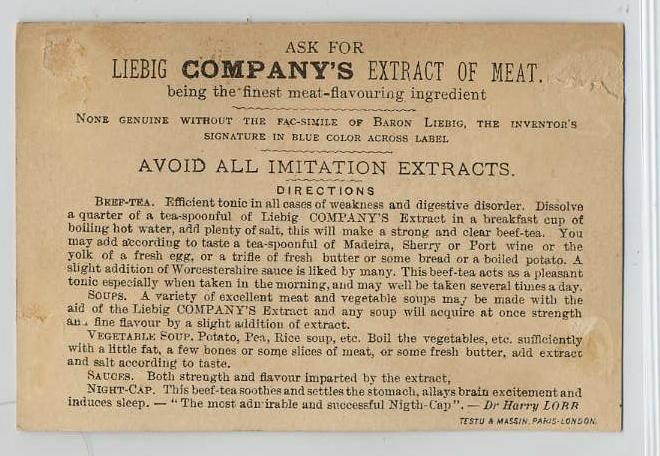 ASK FOR
LIEBIG COMPANY'S EXTRACT OF MEAT.
being the finest meat-flavouring ingredient
NONE GENUINE WITHOUT THE FAC-SIMILE OF BARON LIEBIG, THE INVENTOR'S
SIGNATURE IN BLUE COLOR ACROSS LABEL
AVOID ALL IMITATION EXTRACTS.
DIRECTIONS
BEEF-TEA. Efficient tonic in all cases of weakness and digestive disorder. Dissolve
a quarter of a tea-spoonful of Liebig COMPANY'S Extract in a breakfast cup of
boiling hot water, add plenty of salt, this will make a strong and clear beef-tea. You
may add according to taste a tea-spoonful of Madeira, Sherry or Port wine or the
yolk of a fresh egg, or a trifle of fresh butter or some bread or a boiled potato. A
slight addition of Worcestershire sauce is liked by many. This beef-tea acts as a pleasant
tonic especially when taken in the morning, and may well be taken several times a day.
SOUPS. A variety of excellent meat and vegetable soups may be made with the
aid of the Liebig COMPANY'S Extract and any soup will acquire at once strength
an. fine flavour by a slight addition of extract.
VEGETABLE SOUP. Potato, Pea, Rice soup, etc. Boil the vegetables, etc. sufficiently
with a little fat, a few bones or some slices of meat, or some fresh butter, add extract
and salt according to taste.
SAUCES. Both strength and flavour imparted by the extract,
NIGHT-CAP. This beef-tea soothes and settles the stomach, allays brain excitement and
induces sleep. — "The most admirable and successful Nigth-Cap". — Dr Harry LOBB
TESTU & MASSIN, PARIS-LONDON.